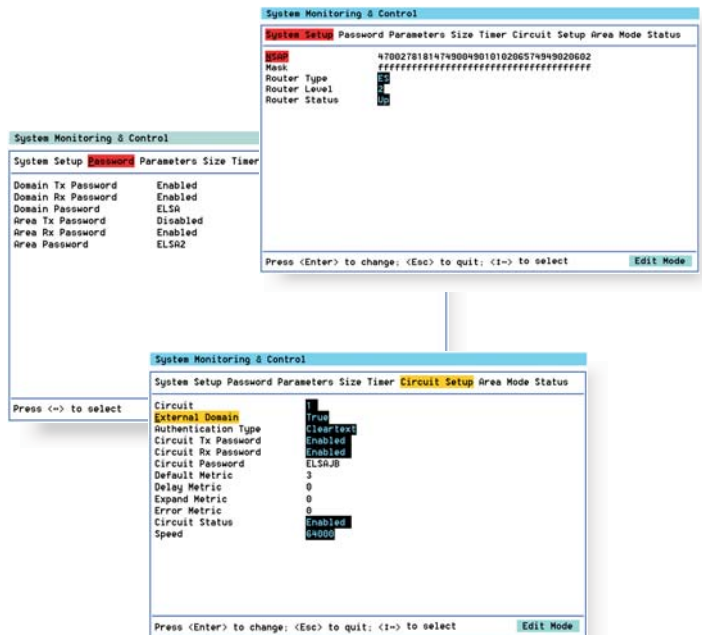 System Monitoring & Control
System Setup Password Parameters Size Timer Circuit Setup Area Mode Status
NSAP 47002781814749004901010206574949020602
Mask ffffffffffffffffffffffffffffffffffffff
Router Type ES
Router Level 2
Router Status Up
Press <Enter> to change; <Esc> to quit; <I↔> to select Edit Mode
System Monitoring & Control
System Setup Password Parameters Size Timer
Domain Tx Password Enabled
Domain Rx Password Enabled
Domain Password ELSA
Area Tx Password Disabled
Area Rx Password Enabled
Area Password ELSA2
Press <↔> to select
System Monitoring & Control
System Setup Password Parameters Size Timer Circuit Setup Area Mode Status
Circuit 1
External Domain True
Authentication Type Cleartext
Circuit Tx Password Enabled
Circuit Rx Password Enabled
Circuit Password ELSAJB
Default Metric 3
Delay Metric 0
Expand Metric 0
Error Metric 0
Circuit Status Enabled
Speed 64000
Press <Enter> to change; <Esc> to quit; <I↔> to select Edit Mode